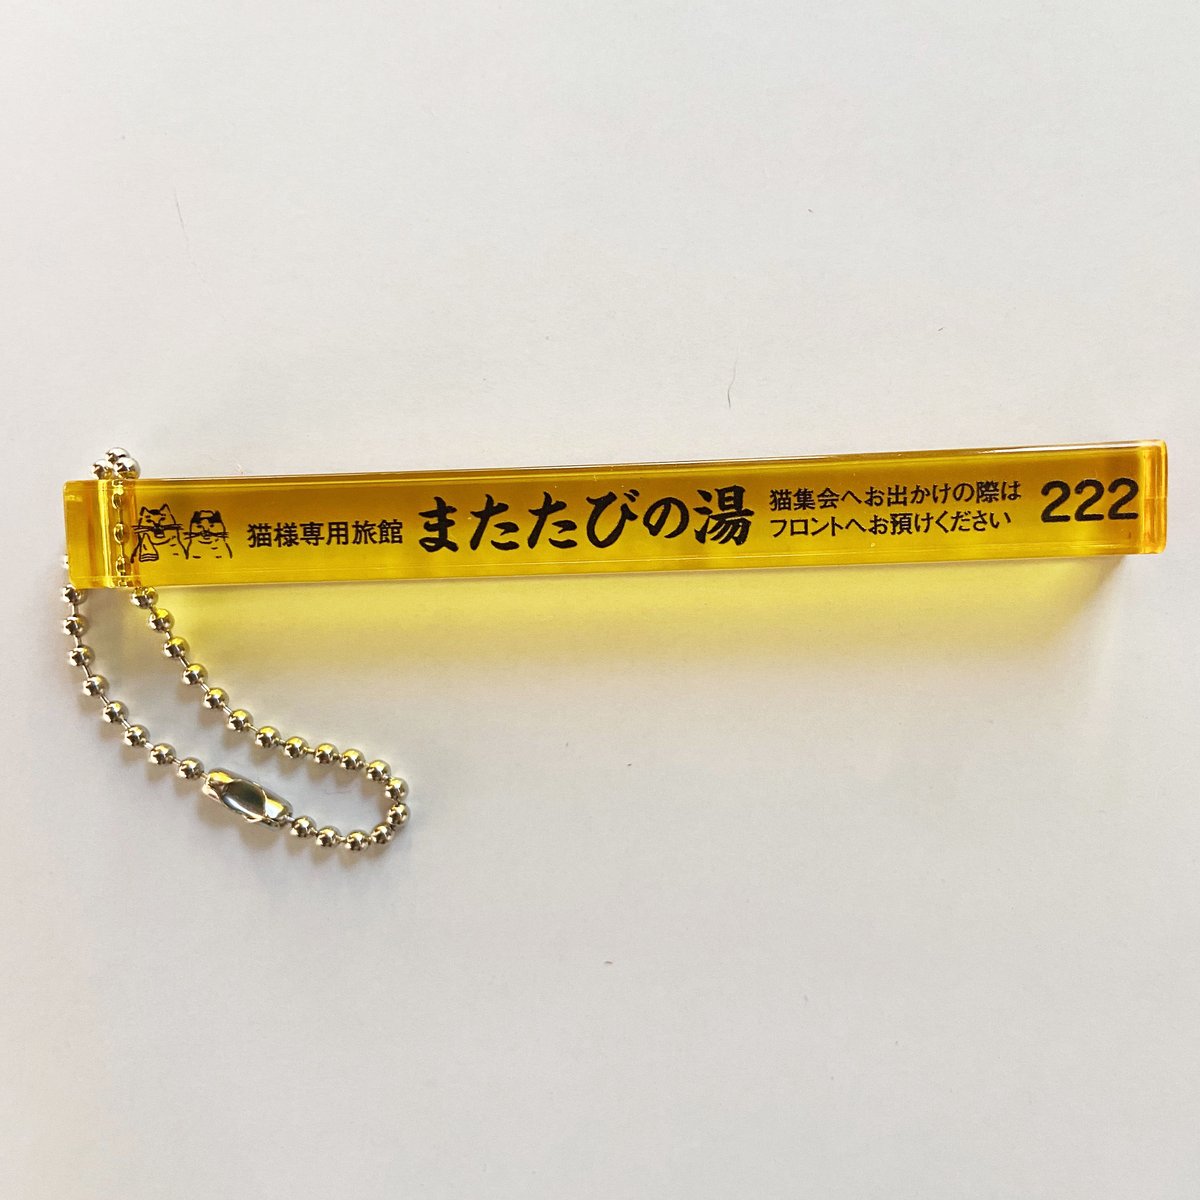 猫様専用旅館
またたびの湯
猫集会へお出かけの際は
フロントへお預けください
222